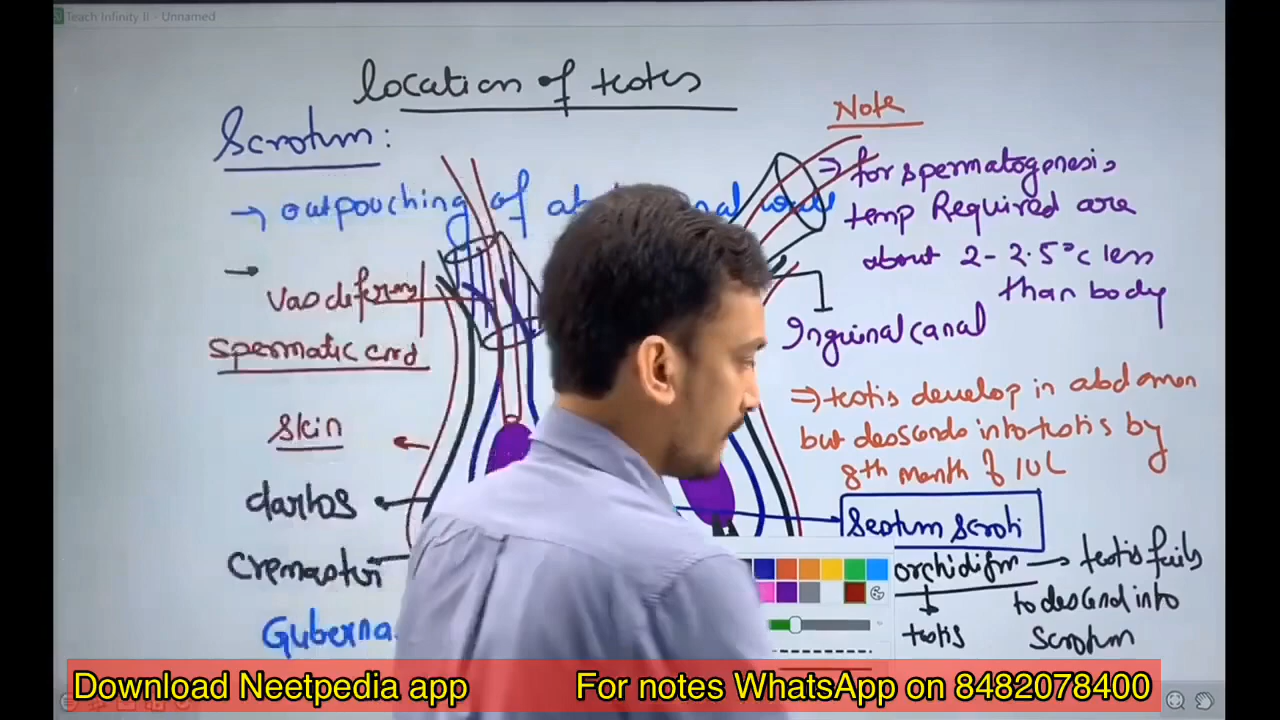 Teach Infinity II - Unnamed
location of testes
Scrotum:
→ outpouching of
Vas deferens
Spermatic cord
Skin
dartos
Cremaster
Guberna
Note
⇒ for spermatogenesis
temp Required are
about 2-2.5°c less
than body
Inguinal canal
⇒ testis develop in abdomen
but descends into testis by
8th month of IUL
Septum scroti
orchidism → testis fails
to descend into
scrotum
testis
Download Neetpedia app
For notes WhatsApp on 8482078400